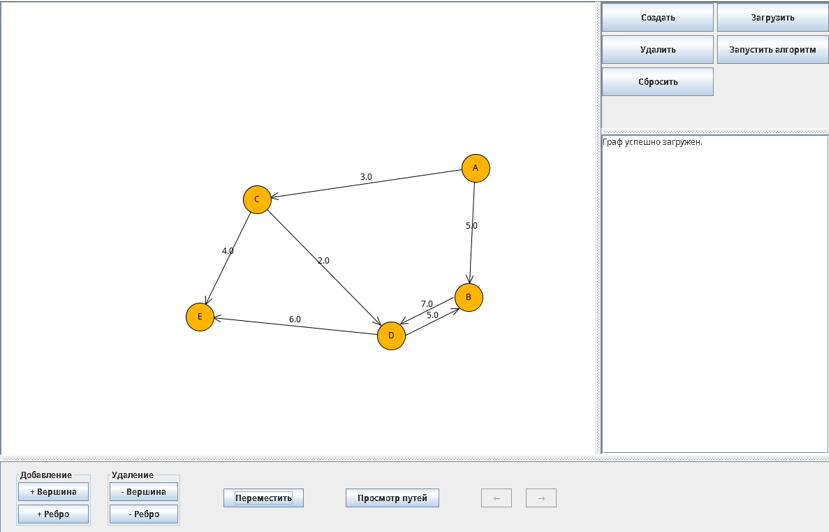 Создать
Загрузить
Удалить
Запустить алгоритм
Сбросить
Граф успешно загружен.
A
3.0
C
5.0
4.0
2.0
B
7.0
5.0
E
6.0
D
Добавление
Удаление
+ Вершина
- Вершина
Переместить
Просмотр путей
←
→
+ Ребро
- Ребро